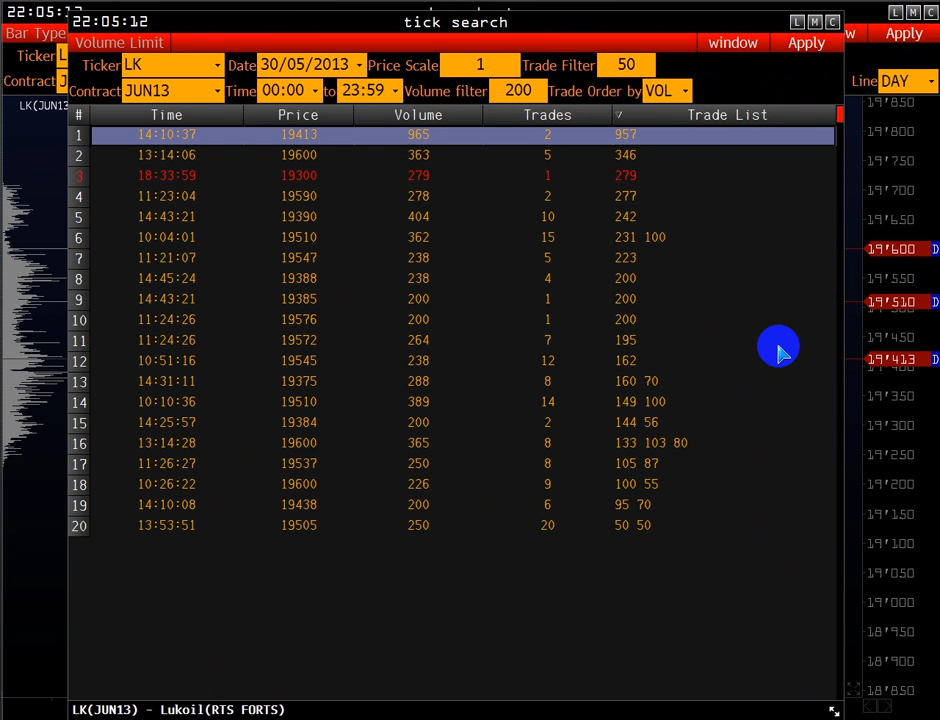 22:05:12 tick search L M C
Volume Limit window Apply
Ticker LK Date 30/05/2013 Price Scale 1 Trade Filter 50
Contract JUN13 Time 00:00 to 23:59 Volume filter 200 Trade Order by VOL
# Time Price Volume Trades Trade List
1 14:10:37 19413 965 2 957
2 13:14:06 19600 363 5 346
3 18:33:59 19300 279 1 279
4 11:23:04 19590 278 2 277
5 14:43:21 19390 404 10 242
6 10:04:01 19510 362 15 231 100
7 11:21:07 19547 238 5 223
8 14:45:24 19388 238 4 200
9 14:43:21 19385 200 1 200
10 11:24:26 19576 200 1 200
11 11:24:26 19572 264 7 195
12 10:51:16 19545 238 12 162
13 14:31:11 19375 288 8 160 70
14 10:10:36 19510 389 14 149 100
15 14:25:57 19384 200 2 144 56
16 13:14:28 19600 365 8 133 103 80
17 11:26:27 19537 250 8 105 87
18 10:26:22 19600 226 9 100 55
19 14:10:08 19438 200 6 95 70
20 13:53:51 19505 250 20 50 50
LK(JUN13) - Lukoil(RTS FORTS)
Bar Type
Ticker
Contract
LK(JUN13
L M C
w Apply
Line DAY
19'850
19'800
19'750
19'700
19'650
19'600 D
19'550
19'510 D
19'450
19'413 D
19'350
19'300
19'250
19'200
19'150
19'100
19'050
19'000
18'950
18'900
18'850